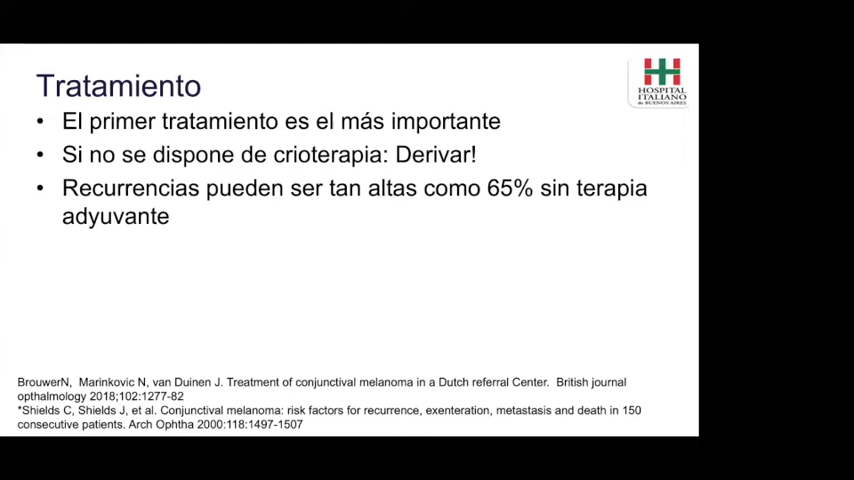 Tratamiento
HOSPITAL
ITALIANO
de BUENOS AIRES
• El primer tratamiento es el más importante
• Si no se dispone de crioterapia: Derivar!
• Recurrencias pueden ser tan altas como 65% sin terapia
adyuvante
BrouwerN, Marinkovic N, van Duinen J. Treatment of conjunctival melanoma in a Dutch referral Center. British journal
opthalmology 2018;102:1277-82
*Shields C, Shields J, et al. Conjunctival melanoma: risk factors for recurrence, exenteration, metastasis and death in 150
consecutive patients. Arch Ophtha 2000:118:1497-1507